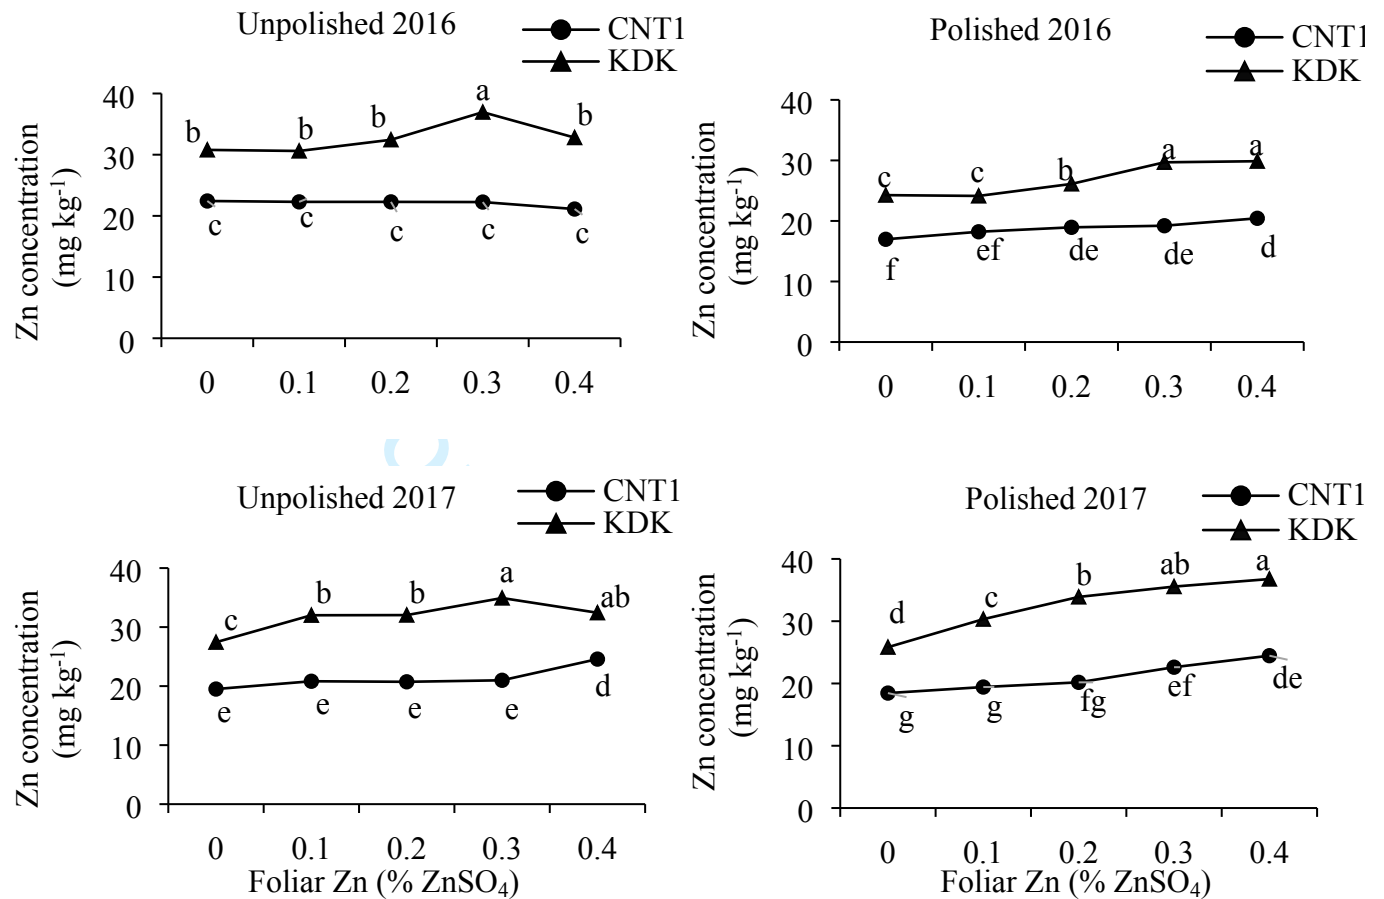 Unpolished 2016
CNT1
KDK
Zn concentration
(mg kg-1)
40
30
20
10
0
b b b a b
c c c c c
0 0.1 0.2 0.3 0.4
Polished 2016
CNT1
KDK
Zn concentration
(mg kg-1)
40
30
20
10
0
c c b a a
f ef de de d
0 0.1 0.2 0.3 0.4
Unpolished 2017
CNT1
KDK
Zn concentration
(mg kg-1)
40
30
20
10
0
c b b a ab
e e e e d
0 0.1 0.2 0.3 0.4
Foliar Zn (% ZnSO4)
Polished 2017
CNT1
KDK
Zn concentration
(mg kg-1)
40
30
20
10
0
d c b ab a
g g fg ef de
0 0.1 0.2 0.3 0.4
Foliar Zn (% ZnSO4)